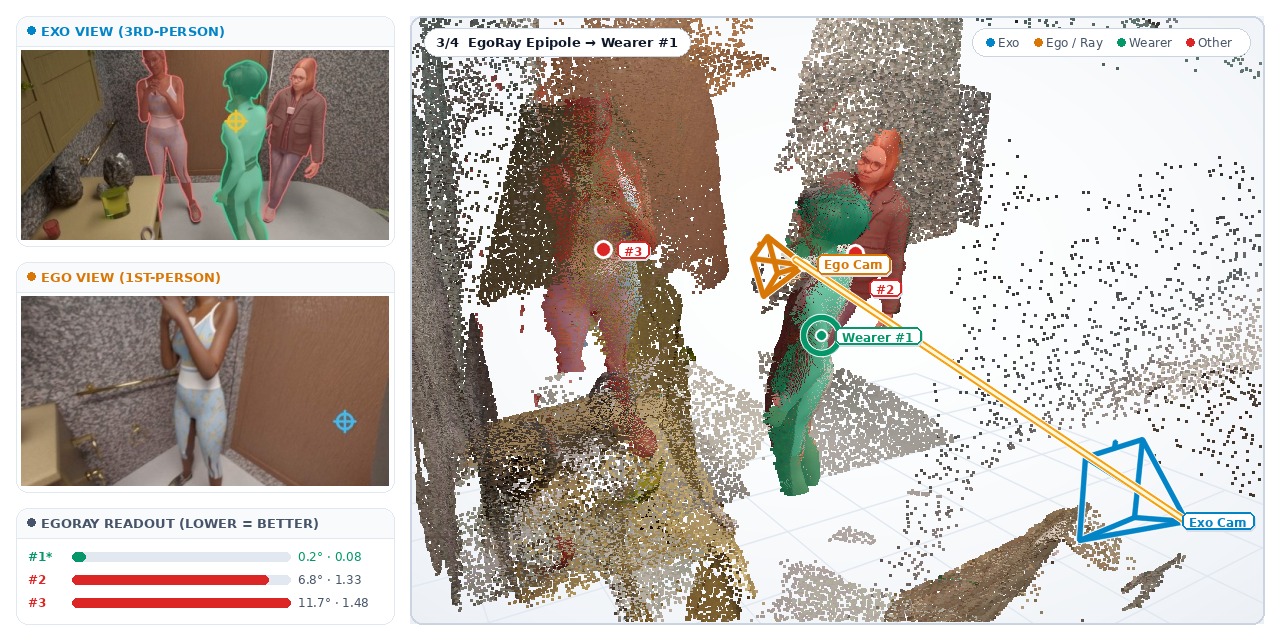 EXO VIEW (3RD-PERSON)
EGO VIEW (1ST-PERSON)
EGORAY READOUT (LOWER = BETTER)
#1* 0.2° · 0.08
#2 6.8° · 1.33
#3 11.7° · 1.48
3/4 EgoRay Epipole → Wearer #1
Exo Ego / Ray Wearer Other
#3
Ego Cam
#2
Wearer #1
Exo Cam